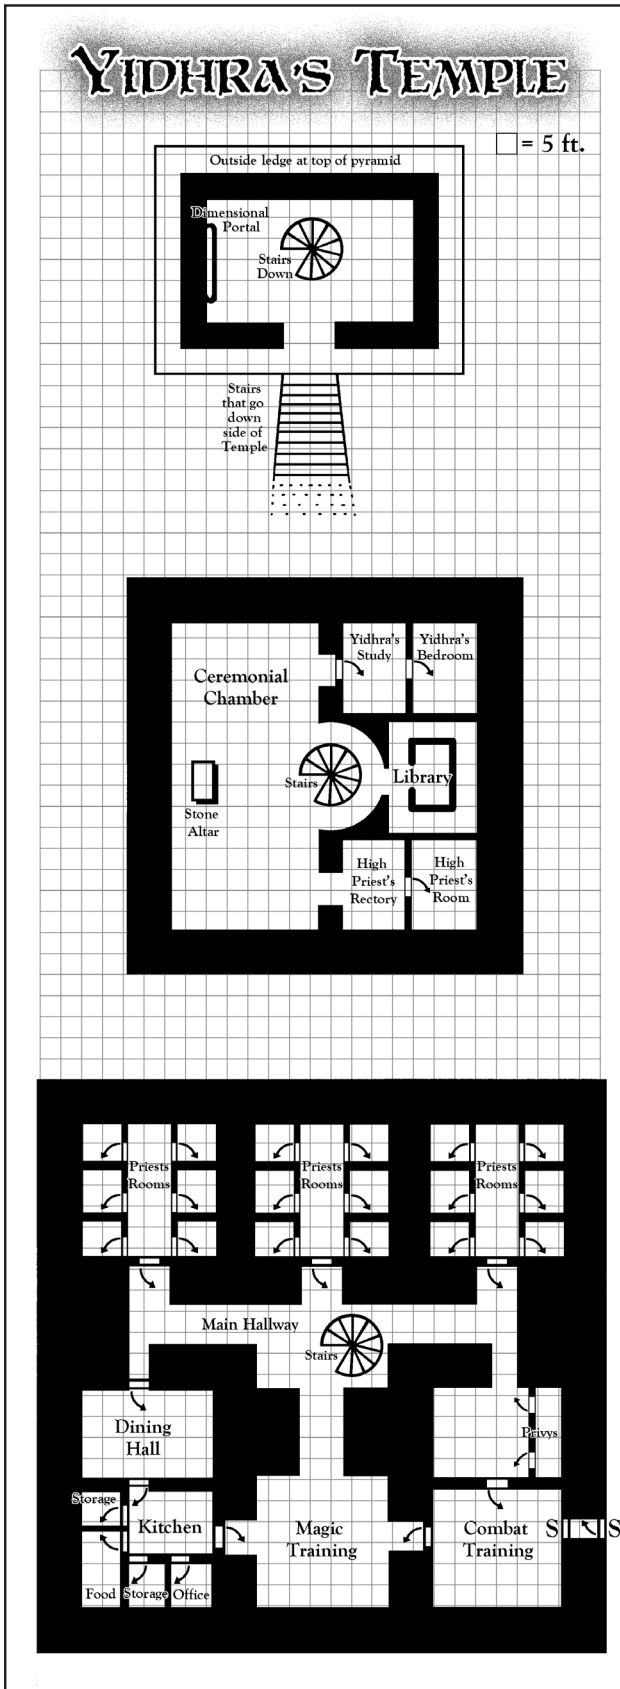 YIDHRA'S TEMPLE
= 5 ft.
Outside ledge at top of pyramid
Dimensional
Portal
Stairs
Down
Stairs
that go
down
side of
Temple
Yidhra's
Study
Yidhra's
Bedroom
Ceremonial
Chamber
Stairs
Library
Stone
Altar
High
Priest's
Rectory
High
Priest's
Room
Priests
Rooms
Priests
Rooms
Priests
Rooms
Main Hallway
Stairs
Dining
Hall
Privys
Storage
Kitchen
Magic
Training
Combat
Training
S
S
Food
Storage
Office